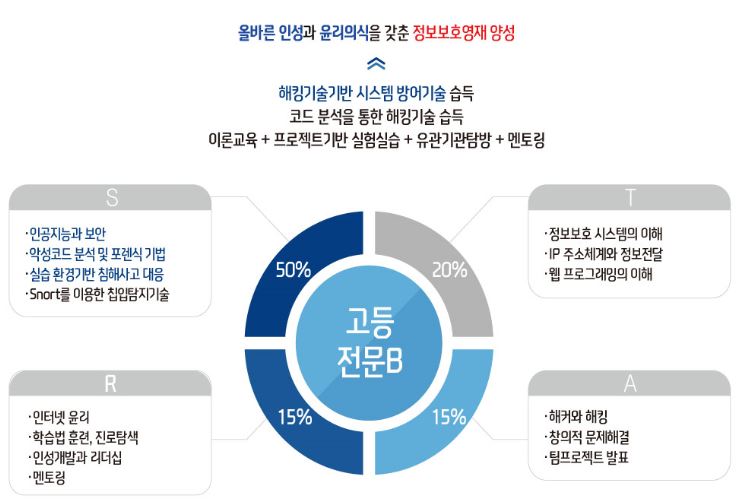 올바른 인성과 윤리의식을 갖춘 정보보호영재 양성
해킹기술기반 시스템 방어기술 습득
코드 분석을 통한 해킹기술 습득
이론교육 + 프로젝트기반 실험실습 + 유관기관탐방 + 멘토링
S
·인공지능과 보안
·악성코드 분석 및 포렌식 기법
·실습 환경기반 침해사고 대응
·Snort를 이용한 침입탐지기술
T
·정보보호 시스템의 이해
·IP 주소체계와 정보전달
·웹 프로그래밍의 이해
50%
20%
고등
전문B
15%
15%
R
·인터넷 윤리
·학습법 훈련, 진로탐색
·인성개발과 리더십
·멘토링
A
·해커와 해킹
·창의적 문제해결
·팀프로젝트 발표